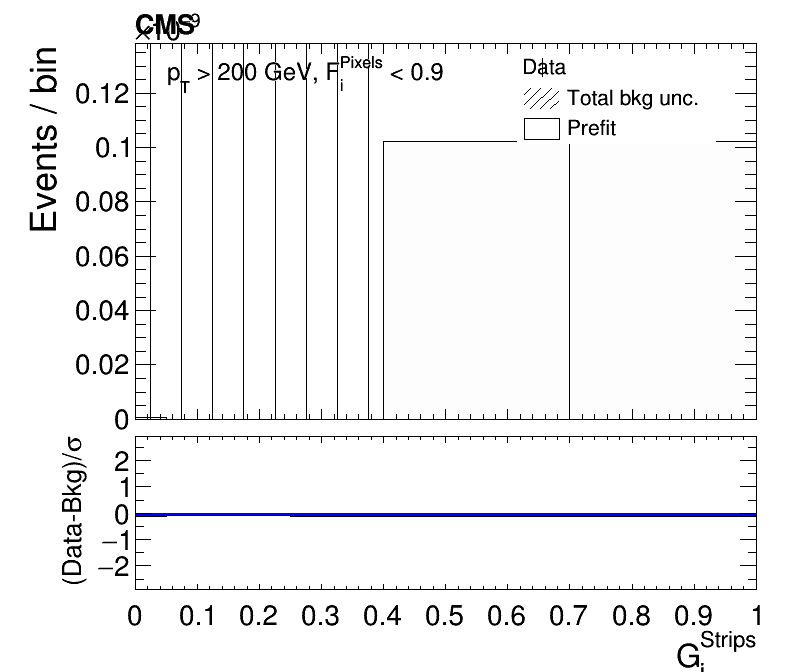 CMS
×10⁻⁹
p_T > 200 GeV, F_i^Pixels < 0.9
Data
Total bkg unc.
Prefit
Events / bin
0.12
0.1
0.08
0.06
0.04
0.02
0
(Data-Bkg)/σ
2
1
0
−1
−2
0 0.1 0.2 0.3 0.4 0.5 0.6 0.7 0.8 0.9 1
G_i^Strips